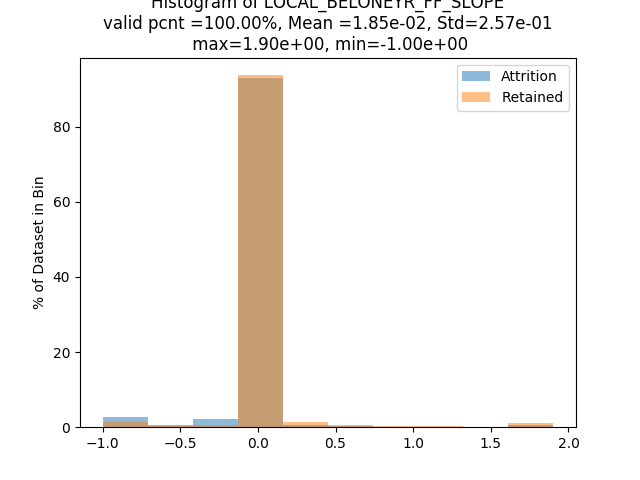 Histogram of LOCAL_BELONEYR_FF_SLOPE
valid pcnt =100.00%, Mean =1.85e-02, Std=2.57e-01
max=1.90e+00, min=-1.00e+00
Attrition
Retained
% of Dataset in Bin
80
60
40
20
0
−1.0 −0.5 0.0 0.5 1.0 1.5 2.0